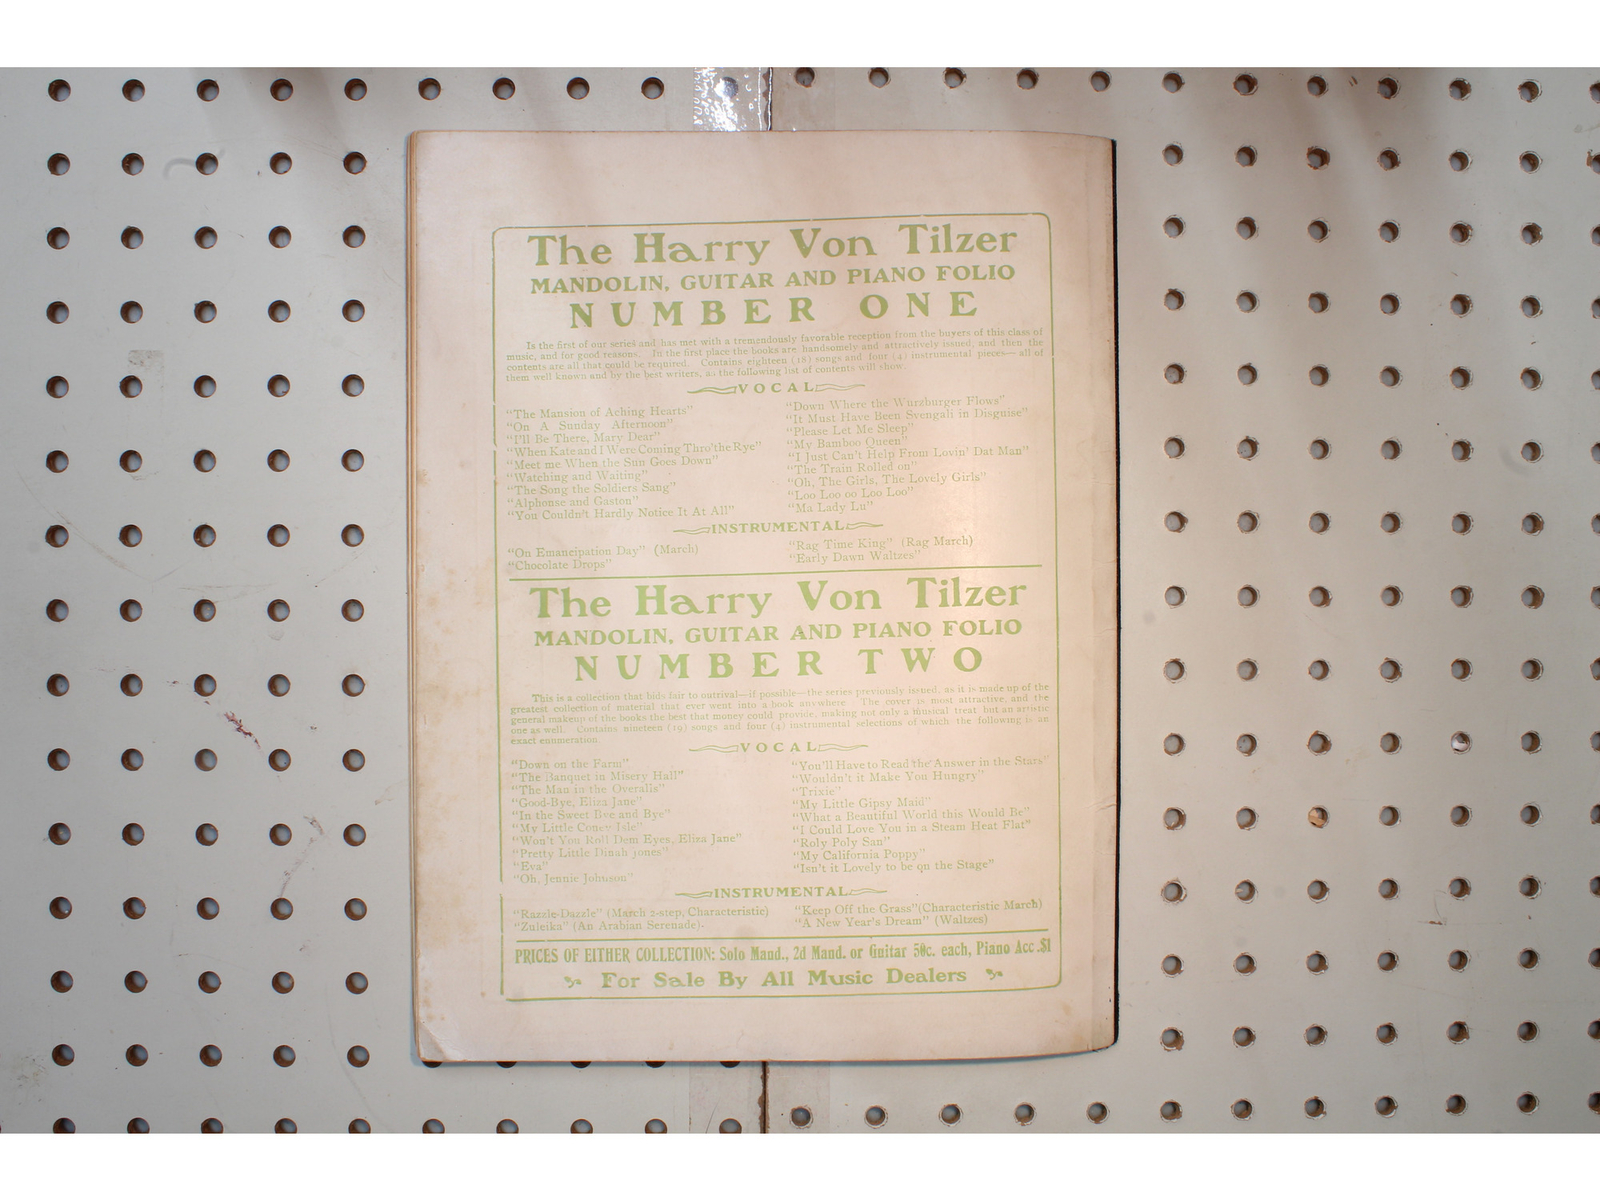 The Harry Von Tilzer
MANDOLIN, GUITAR AND PIANO FOLIO
NUMBER ONE
Is the first of our series and has met with a tremendously favorable reception from the buyers of this class of
music, and for good reasons. In the first place the books are handsomely and attractively issued, and then the
contents are all that could be required. Contains eighteen (18) songs and four (4) instrumental pieces—all of
them well known and by the best writers, as the following list of contents will show.
VOCAL
"The Mansion of Aching Hearts"
"On A Sunday Afternoon"
"I'll Be There, Mary Dear"
"When Kate and I Were Coming Thro' the Rye"
"Meet me When the Sun Goes Down"
"Watching and Waiting"
"The Song the Soldiers Sang"
"Alphonse and Gaston"
"You Couldn't Hardly Notice It At All"
"Down Where the Wurzburger Flows"
"It Must Have Been Svengali in Disguise"
"Please Let Me Sleep"
"My Bamboo Queen"
"I Just Can't Help From Lovin' Dat Man"
"The Train Rolled on"
"Oh, The Girls, The Lovely Girls"
"Loo Loo oo Loo Loo"
"Ma Lady Lu"
INSTRUMENTAL
"On Emancipation Day" (March)
"Chocolate Drops"
"Rag Time King" (Rag March)
"Early Dawn Waltzes"
The Harry Von Tilzer
MANDOLIN, GUITAR AND PIANO FOLIO
NUMBER TWO
This is a collection that bids fair to outrival—if possible—the series previously issued, as it is made up of the
greatest collection of material that ever went into a book anywhere. The cover is most attractive, and the
general makeup of the books the best that money could provide, making not only a musical treat but an artistic
one as well. Contains nineteen (19) songs and four (4) instrumental selections of which the following is an
exact enumeration.
VOCAL
"Down on the Farm"
"The Banquet in Misery Hall"
"The Man in the Overalls"
"Good-Bye, Eliza Jane"
"In the Sweet Bye and Bye"
"My Little Coney Isle"
"Won't You Roll Dem Eyes, Eliza Jane"
"Pretty Little Dinah Jones"
"Eva"
"Oh, Jennie Johnson"
"You'll Have to Read the Answer in the Stars"
"Wouldn't it Make You Hungry"
"Trixie"
"My Little Gipsy Maid"
"What a Beautiful World this Would Be"
"I Could Love You in a Steam Heat Flat"
"Roly Poly San"
"My California Poppy"
"Isn't it Lovely to be on the Stage"
INSTRUMENTAL
"Razzle-Dazzle" (March 2-step, Characteristic)
"Zuleika" (An Arabian Serenade).
"Keep Off the Grass" (Characteristic March)
"A New Year's Dream" (Waltzes)
PRICES OF EITHER COLLECTION: Solo Mand., 2d Mand. or Guitar 50c. each, Piano Acc. $1
For Sale By All Music Dealers